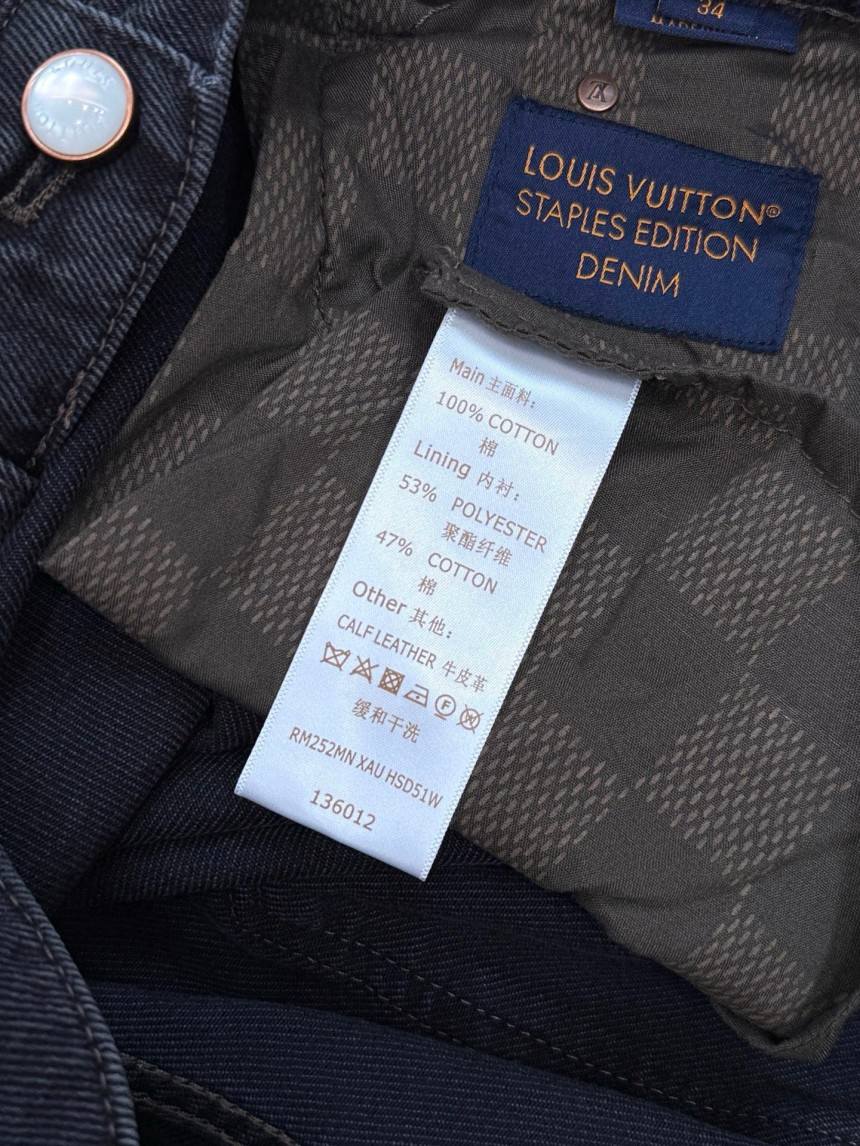 34
LOUIS VUITTON®
STAPLES EDITION
DENIM
Main 主面料:
100% COTTON
棉
Lining 内衬:
53% POLYESTER
聚酯纤维
47% COTTON
棉
Other 其他:
CALF LEATHER 牛皮革
F W
缓和干洗
RM252MN XAU HSD51W
136012